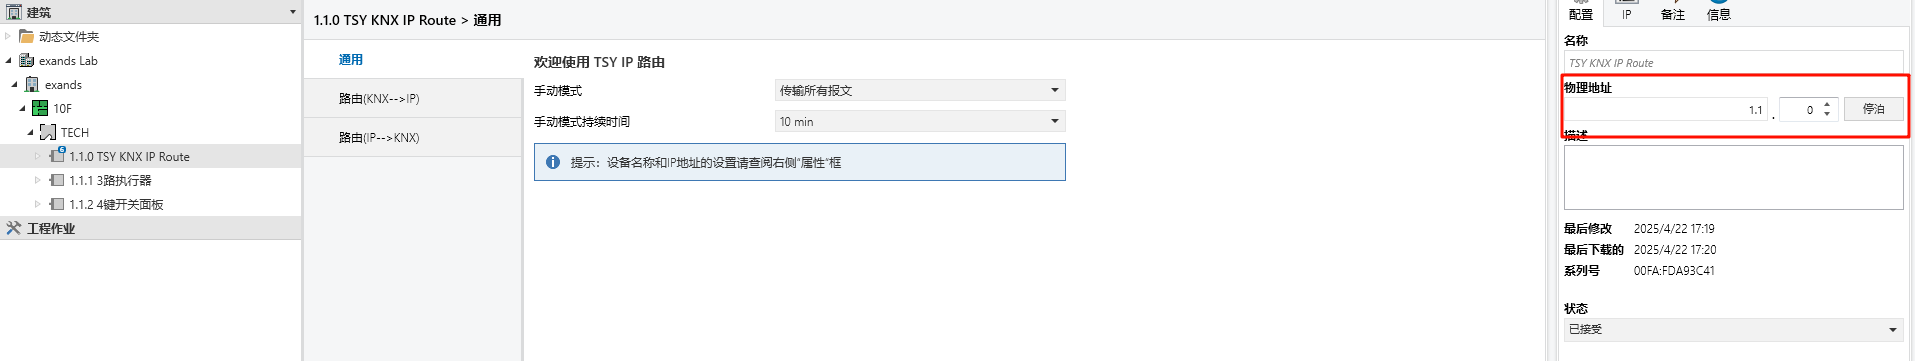 建筑
动态文件夹
exands Lab
exands
10F
TECH
1.1.0 TSY KNX IP Route
1.1.1 3路执行器
1.1.2 4键开关面板
工程作业
1.1.0 TSY KNX IP Route > 通用
通用
路由(KNX-->IP)
路由(IP-->KNX)
欢迎使用 TSY IP 路由
手动模式 传输所有报文
手动模式持续时间 10 min
提示：设备名称和IP地址的设置请查阅右侧“属性”框
配置 IP 备注 信息
名称
TSY KNX IP Route
物理地址
1.1 . 0 停泊
描述
最后修改 2025/4/22 17:19
最后下载的 2025/4/22 17:20
系列号 00FA:FDA93C41
状态
已接受